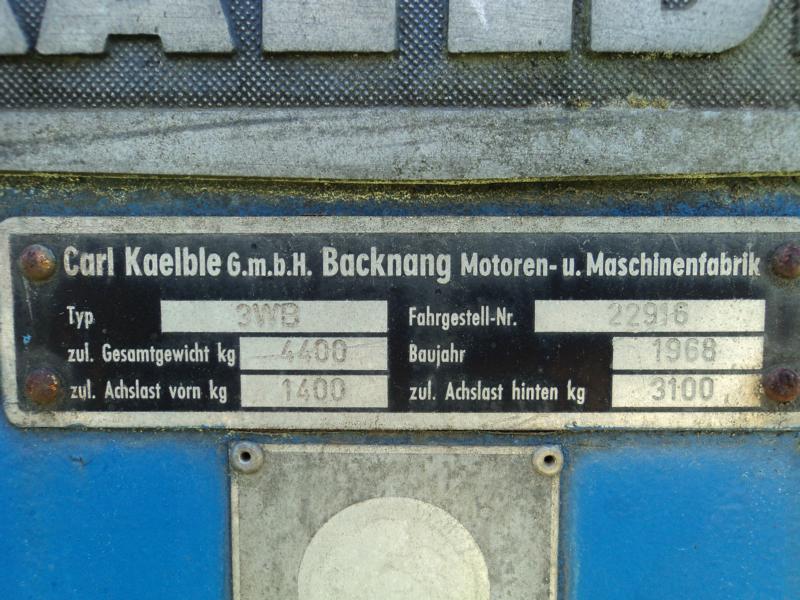 Carl Kaelble G.m.b.H. Backnang Motoren- u. Maschinenfabrik
Typ 3WB Fahrgestell-Nr. 22916
zul. Gesamtgewicht kg 4400 Baujahr 1968
zul. Achslast vorn kg 1400 zul. Achslast hinten kg 3100